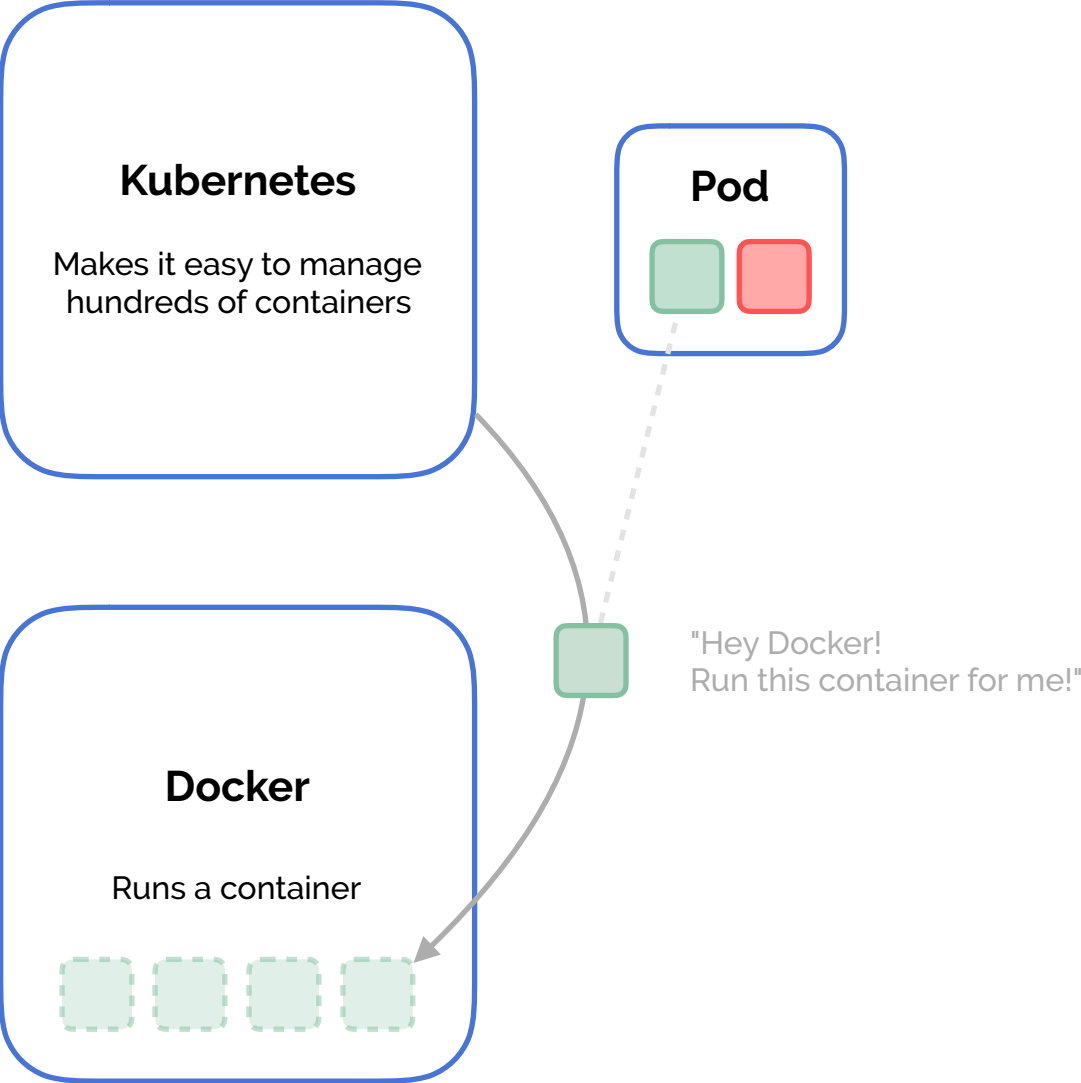 Kubernetes
Makes it easy to manage
hundreds of containers
Pod
"Hey Docker!
Run this container for me!"
Docker
Runs a container